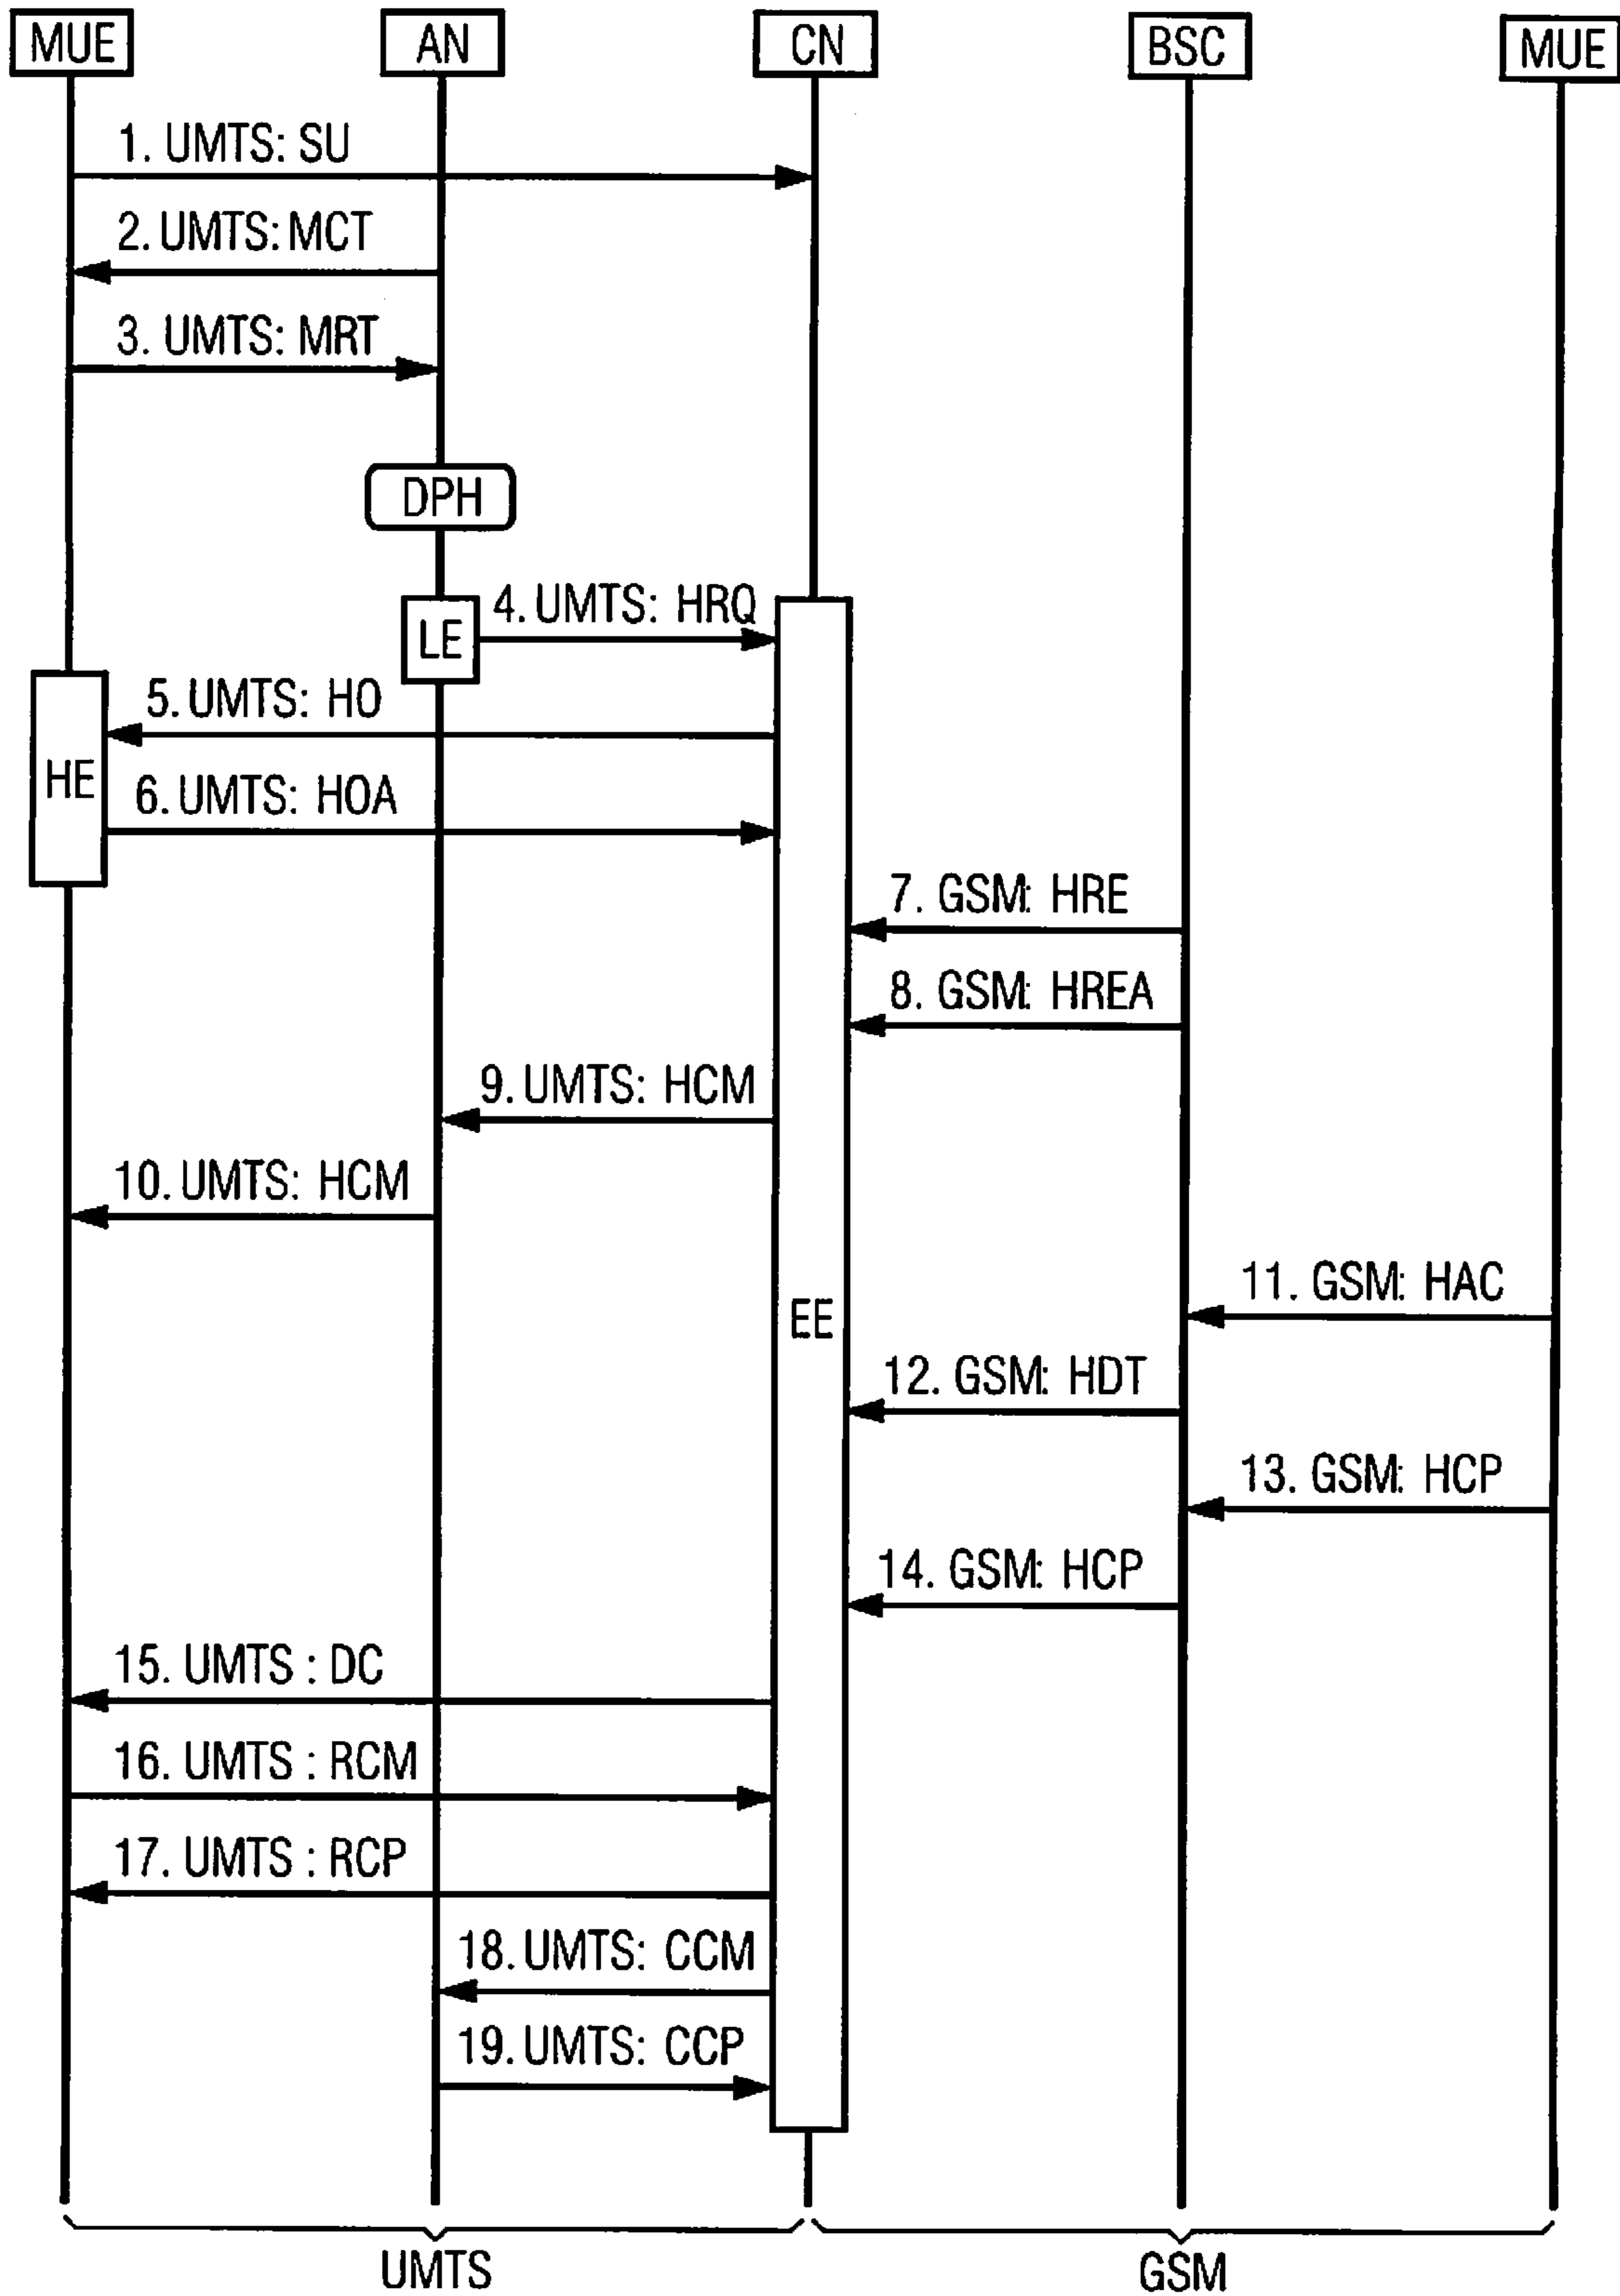 MUE AN CN BSC MUE
1. UMTS: SU
2. UMTS: MCT
3. UMTS: MRT
DPH
LE
4. UMTS: HRQ
5. UMTS: HO
HE
6. UMTS: HOA
7. GSM: HRE
8. GSM: HREA
9. UMTS: HCM
10. UMTS: HCM
11. GSM: HAC
EE
12. GSM: HDT
13. GSM: HCP
14. GSM: HCP
15. UMTS : DC
16. UMTS : RCM
17. UMTS : RCP
18. UMTS: CCM
19. UMTS: CCP
UMTS GSM